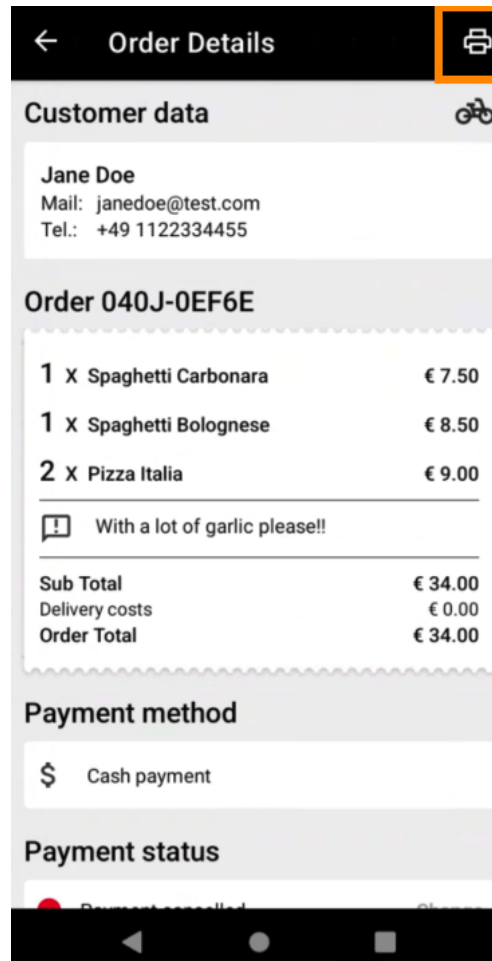 Order Details
Customer data
Jane Doe
Mail: janedoe@test.com
Tel.: +49 1122334455
Order 040J-0EF6E
1 X Spaghetti Carbonara € 7.50
1 X Spaghetti Bolognese € 8.50
2 X Pizza Italia € 9.00
With a lot of garlic please!!
Sub Total € 34.00
Delivery costs € 0.00
Order Total € 34.00
Payment method
$ Cash payment
Payment status